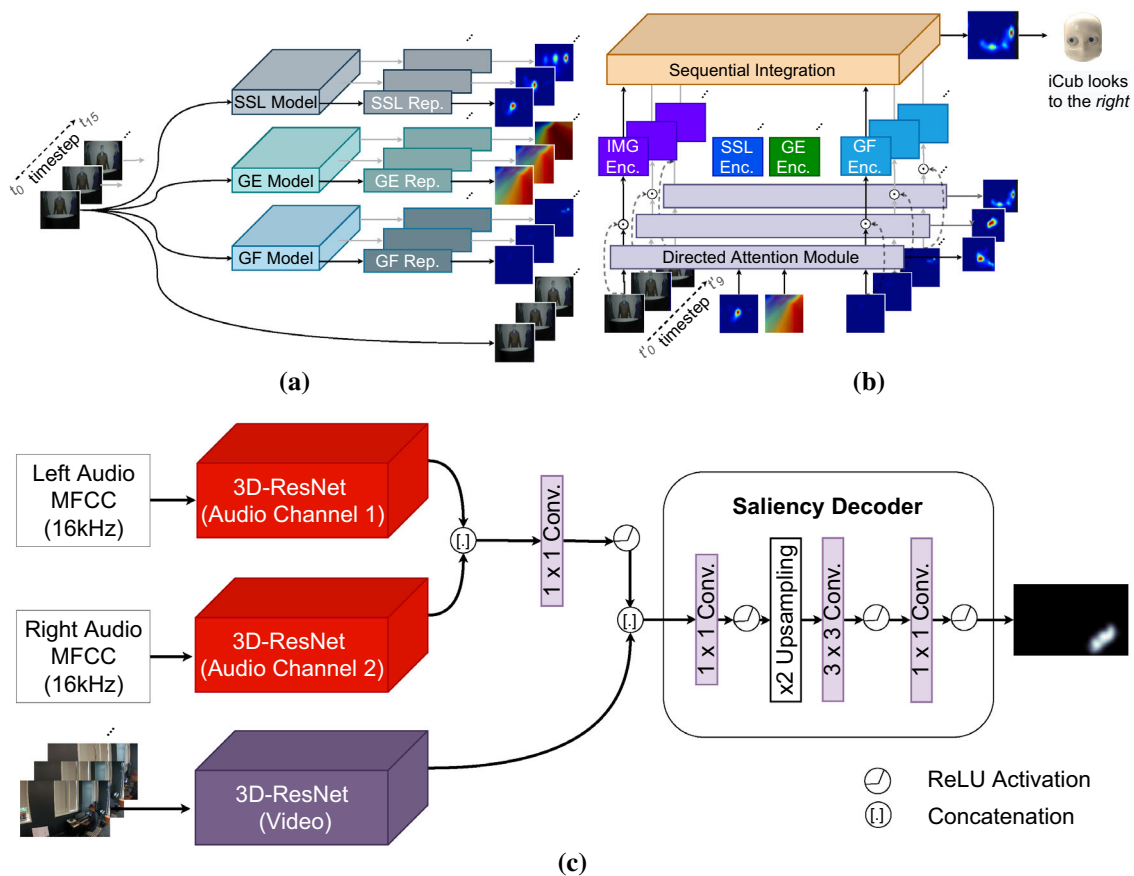 SSL Model
SSL Rep.
GE Model
GE Rep.
GF Model
GF Rep.
t0 timestep t15
...
(a)
Sequential Integration
iCub looks
to the right
IMG
Enc.
SSL
Enc.
GE
Enc.
GF
Enc.
Directed Attention Module
t'0 timestep t'9
...
(b)
Left Audio
MFCC
(16kHz)
3D-ResNet
(Audio Channel 1)
Right Audio
MFCC
(16kHz)
3D-ResNet
(Audio Channel 2)
...
3D-ResNet
(Video)
[.]
1 x 1 Conv.
[.]
Saliency Decoder
1 x 1 Conv.
x2 Upsampling
3 x 3 Conv.
1 x 1 Conv.
ReLU Activation
[.] Concatenation
(c)